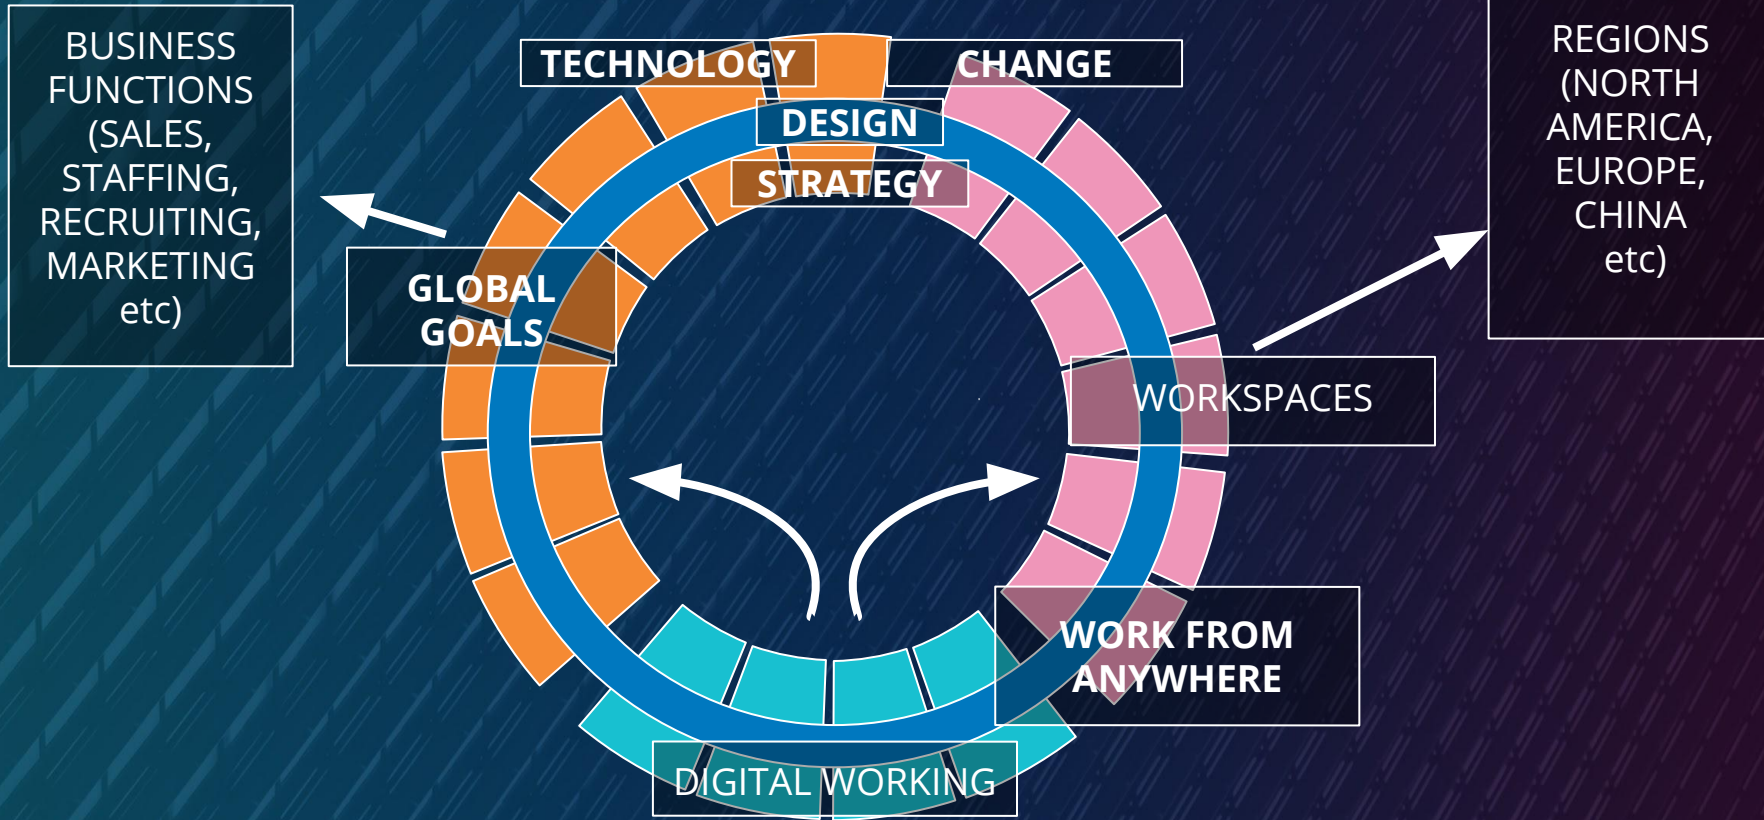 BUSINESS
FUNCTIONS
(SALES,
STAFFING,
RECRUITING,
MARKETING
etc)
TECHNOLOGY
CHANGE
DESIGN
STRATEGY
GLOBAL
GOALS
REGIONS
(NORTH
AMERICA,
EUROPE,
CHINA
etc)
WORKSPACES
WORK FROM
ANYWHERE
DIGITAL WORKING